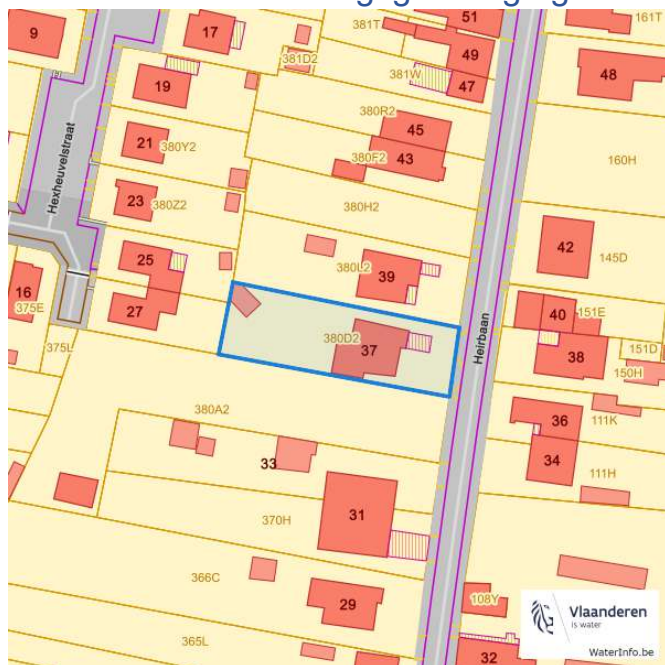 9
17
381D2
381T
51
49
161T
19
381W
47
48
380R2
45
21
380Y2
43
380F2
160H
Hexheuvelstraat
23
380Z2
380H2
42
25
380L2
39
145D
16
375E
27
40
151E
375L
380D2
37
Heirbaan
38
151D
150H
380A2
36
111K
33
34
111H
31
370H
366C
29
108Y
365L
32
Vlaanderen
is water
WaterInfo.be